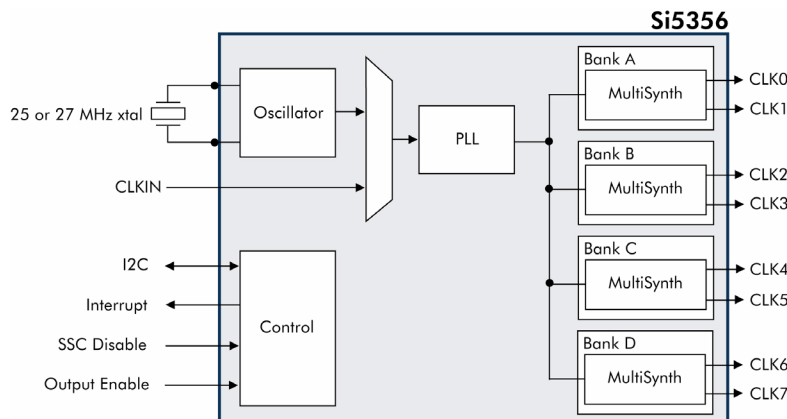 Si5356
25 or 27 MHz xtal
Oscillator
CLKIN
PLL
Bank A
MultiSynth
CLK0
CLK1
Bank B
MultiSynth
CLK2
CLK3
Bank C
MultiSynth
CLK4
CLK5
Bank D
MultiSynth
CLK6
CLK7
I2C
Interrupt
SSC Disable
Output Enable
Control